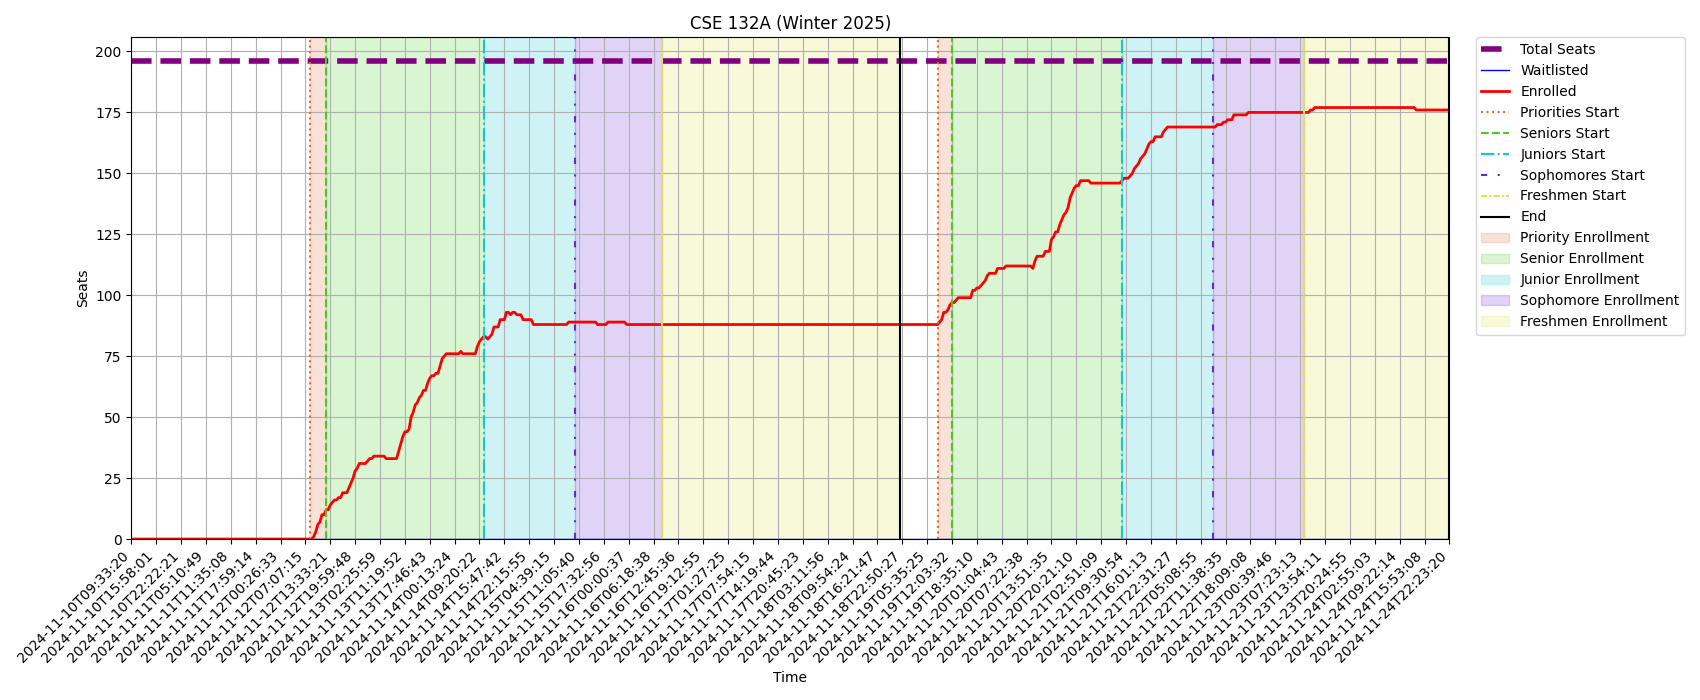 CSE 132A (Winter 2025)
Seats
200
175
150
125
100
75
50
25
0
2024-11-10T09:33:20
2024-11-10T15:58:01
2024-11-10T22:22:21
2024-11-11T05:10:49
2024-11-11T11:35:08
2024-11-11T17:59:14
2024-11-12T00:26:33
2024-11-12T07:07:15
2024-11-12T13:33:21
2024-11-12T19:59:48
2024-11-13T03:25:59
2024-11-13T11:19:52
2024-11-13T17:46:43
2024-11-14T00:13:24
2024-11-14T09:20:22
2024-11-14T15:47:42
2024-11-14T22:15:55
2024-11-15T04:39:15
2024-11-15T11:05:40
2024-11-15T17:32:56
2024-11-16T00:00:37
2024-11-16T06:18:38
2024-11-16T12:45:36
2024-11-16T19:12:55
2024-11-17T01:27:25
2024-11-17T07:54:15
2024-11-17T14:19:44
2024-11-17T20:45:23
2024-11-18T03:11:56
2024-11-18T09:54:24
2024-11-18T16:21:47
2024-11-18T22:50:27
2024-11-19T05:35:25
2024-11-19T12:03:32
2024-11-19T18:35:10
2024-11-20T01:04:43
2024-11-20T07:22:38
2024-11-20T13:51:35
2024-11-20T20:21:10
2024-11-21T02:51:09
2024-11-21T09:30:54
2024-11-21T16:01:13
2024-11-21T22:31:27
2024-11-22T05:08:55
2024-11-22T11:38:35
2024-11-22T18:09:08
2024-11-23T00:39:46
2024-11-23T07:23:13
2024-11-23T13:54:11
2024-11-23T20:24:55
2024-11-24T02:55:03
2024-11-24T09:22:14
2024-11-24T15:53:08
2024-11-24T22:23:20
Time
Total Seats
Waitlisted
Enrolled
Priorities Start
Seniors Start
Juniors Start
Sophomores Start
Freshmen Start
End
Priority Enrollment
Senior Enrollment
Junior Enrollment
Sophomore Enrollment
Freshmen Enrollment